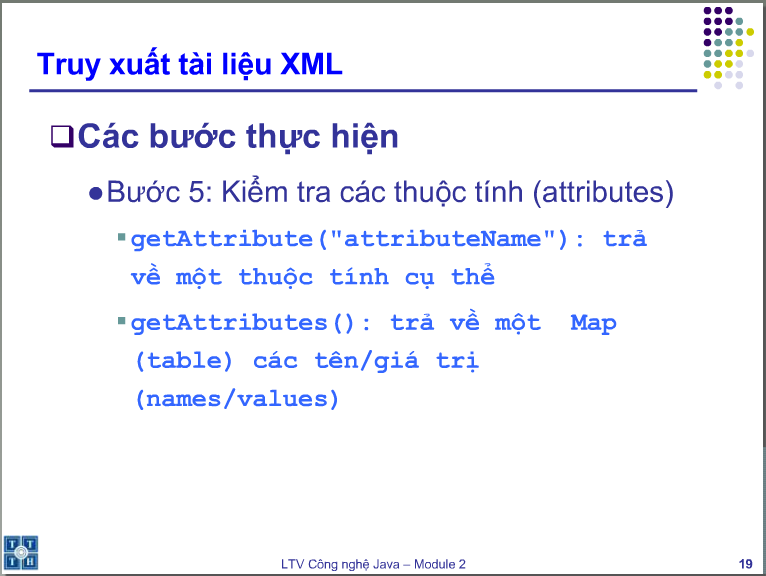 Truy xuất tài liệu XML
Các bước thực hiện
Bước 5: Kiểm tra các thuộc tính (attributes)
getAttribute("attributeName"): trả
về một thuộc tính cụ thể
getAttributes(): trả về một Map
(table) các tên/giá trị
(names/values)
T T
T H
LTV Công nghệ Java – Module 2
19